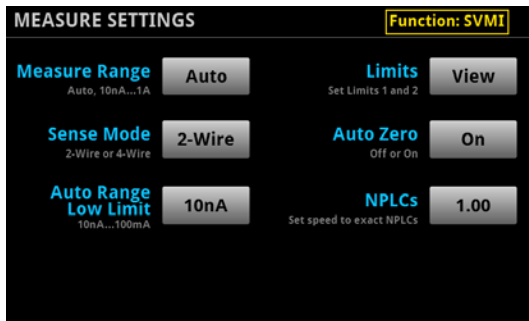 MEASURE SETTINGS
Function: SVMI
Measure Range
Auto, 10nA...1A
Auto
Limits
Set Limits 1 and 2
View
Sense Mode
2-Wire or 4-Wire
2-Wire
Auto Zero
Off or On
On
Auto Range
Low Limit
10nA...100mA
10nA
NPLCs
Set speed to exact NPLCs
1.00